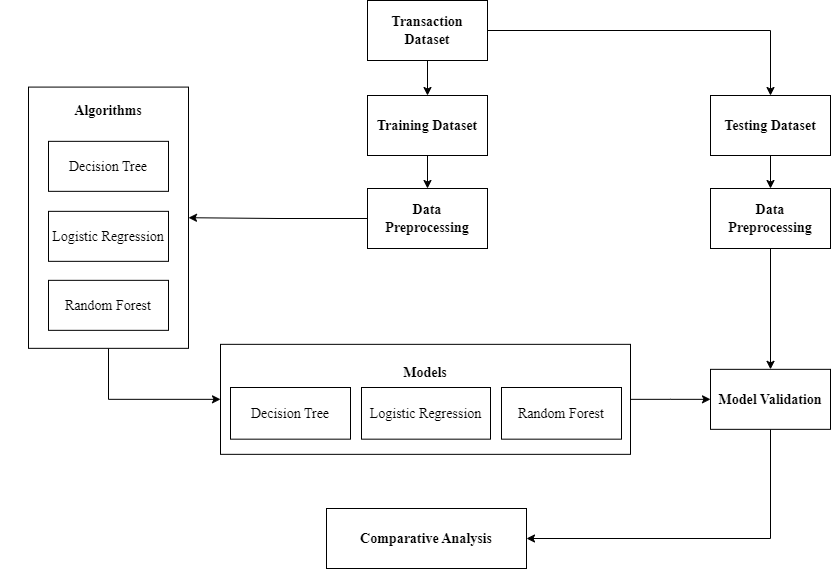 Transaction
Dataset
Training Dataset
Testing Dataset
Algorithms
Decision Tree
Logistic Regression
Random Forest
Data
Preprocessing
Data
Preprocessing
Models
Decision Tree
Logistic Regression
Random Forest
Model Validation
Comparative Analysis